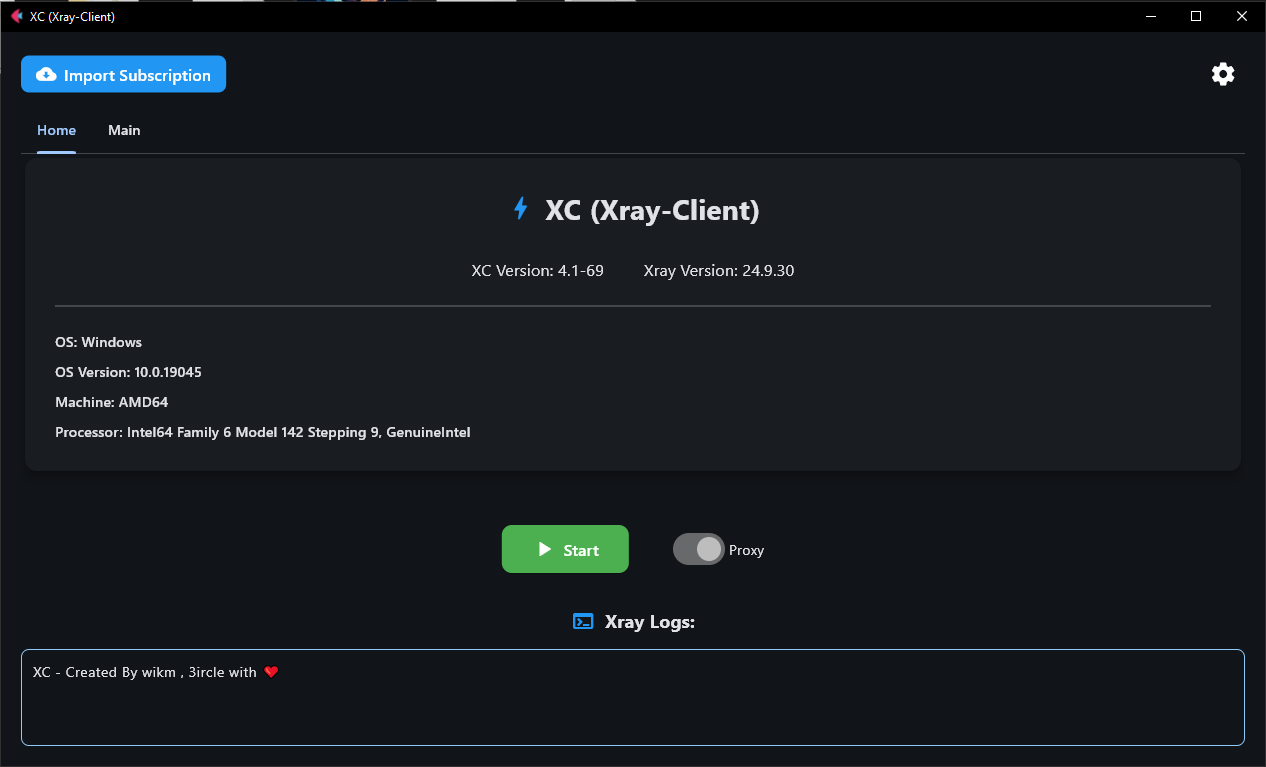 XC (Xray-Client)
Import Subscription
Home Main
XC (Xray-Client)
XC Version: 4.1-69 Xray Version: 24.9.30
OS: Windows
OS Version: 10.0.19045
Machine: AMD64
Processor: Intel64 Family 6 Model 142 Stepping 9, GenuineIntel
Start Proxy
Xray Logs:
XC - Created By wikm , 3ircle with ❤️